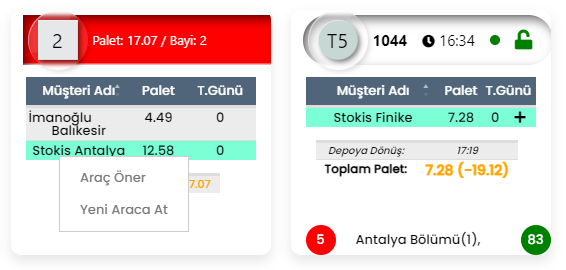 2
Palet: 17.07 / Bayi: 2
Müşteri Adı Palet T.Günü
İmanoğlu Balıkesir 4.49 0
Stokis Antalya 12.58 0
7.07
Araç Öner
Yeni Araca At
T5 1044 16:34
Müşteri Adı Palet T.Günü
Stokis Finike 7.28 0 +
Depoya Dönüş: 17:19
Toplam Palet: 7.28 (-19.12)
5 Antalya Bölümü(1), 83